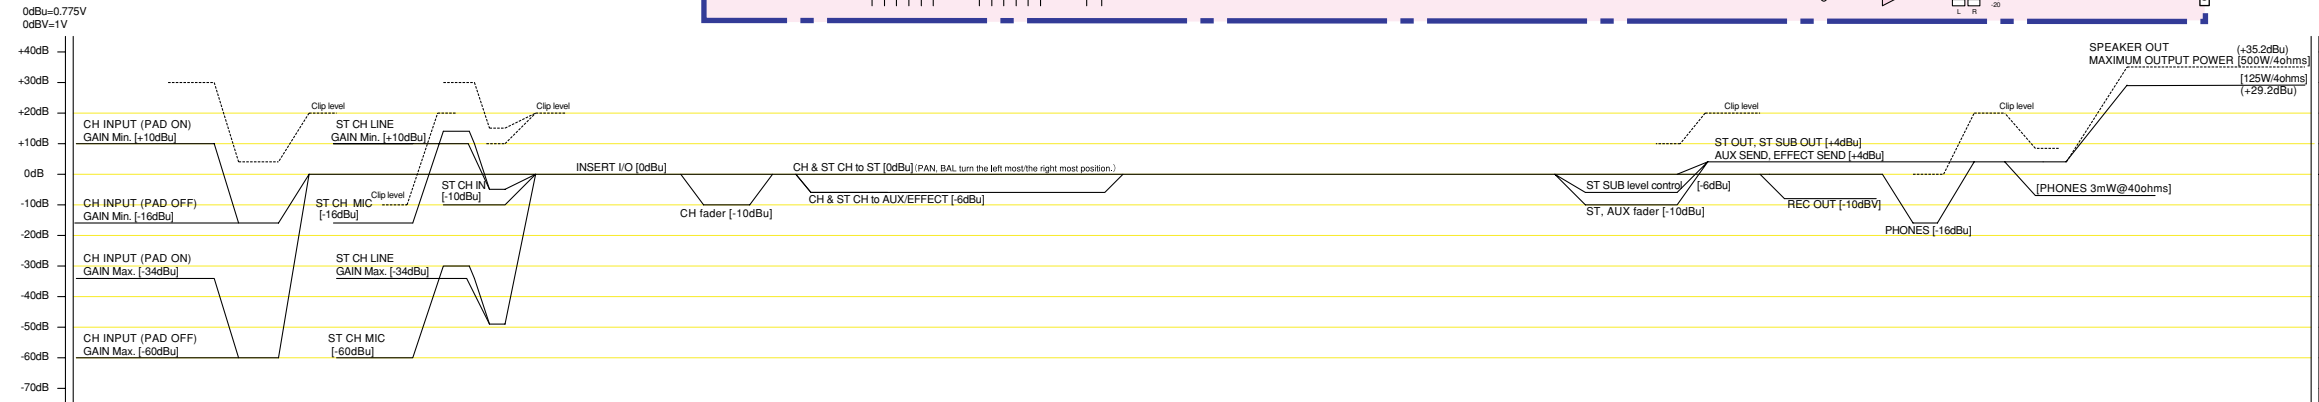 0dBu=0.775V
0dBV=1V
L R
-20
+40dB
+30dB
+20dB
+10dB
0dB
-10dB
-20dB
-30dB
-40dB
-50dB
-60dB
-70dB
CH INPUT (PAD ON)
GAIN Min. [+10dBu]
CH INPUT (PAD OFF)
GAIN Min. [-16dBu]
CH INPUT (PAD ON)
GAIN Max. [-34dBu]
CH INPUT (PAD OFF)
GAIN Max. [-60dBu]
Clip level
ST CH LINE
GAIN Min. [+10dBu]
Clip level
ST CH MIC
[-16dBu]
ST CH LINE
GAIN Max. [-34dBu]
ST CH MIC
[-60dBu]
ST CH IN
[-10dBu]
Clip level
INSERT I/O [0dBu]
CH fader [-10dBu]
CH & ST CH to ST [0dBu](PAN, BAL turn the left most/the right most position.)
CH & ST CH to AUX/EFFECT [-6dBu]
ST SUB level control [-6dBu]
ST, AUX fader [-10dBu]
Clip level
ST OUT, ST SUB OUT [+4dBu]
AUX SEND, EFFECT SEND [+4dBu]
REC OUT [-10dBV]
PHONES [-16dBu]
Clip level
[PHONES 3mW@40ohms]
SPEAKER OUT (+35.2dBu)
MAXIMUM OUTPUT POWER [500W/4ohms]
[125W/4ohms]
(+29.2dBu)